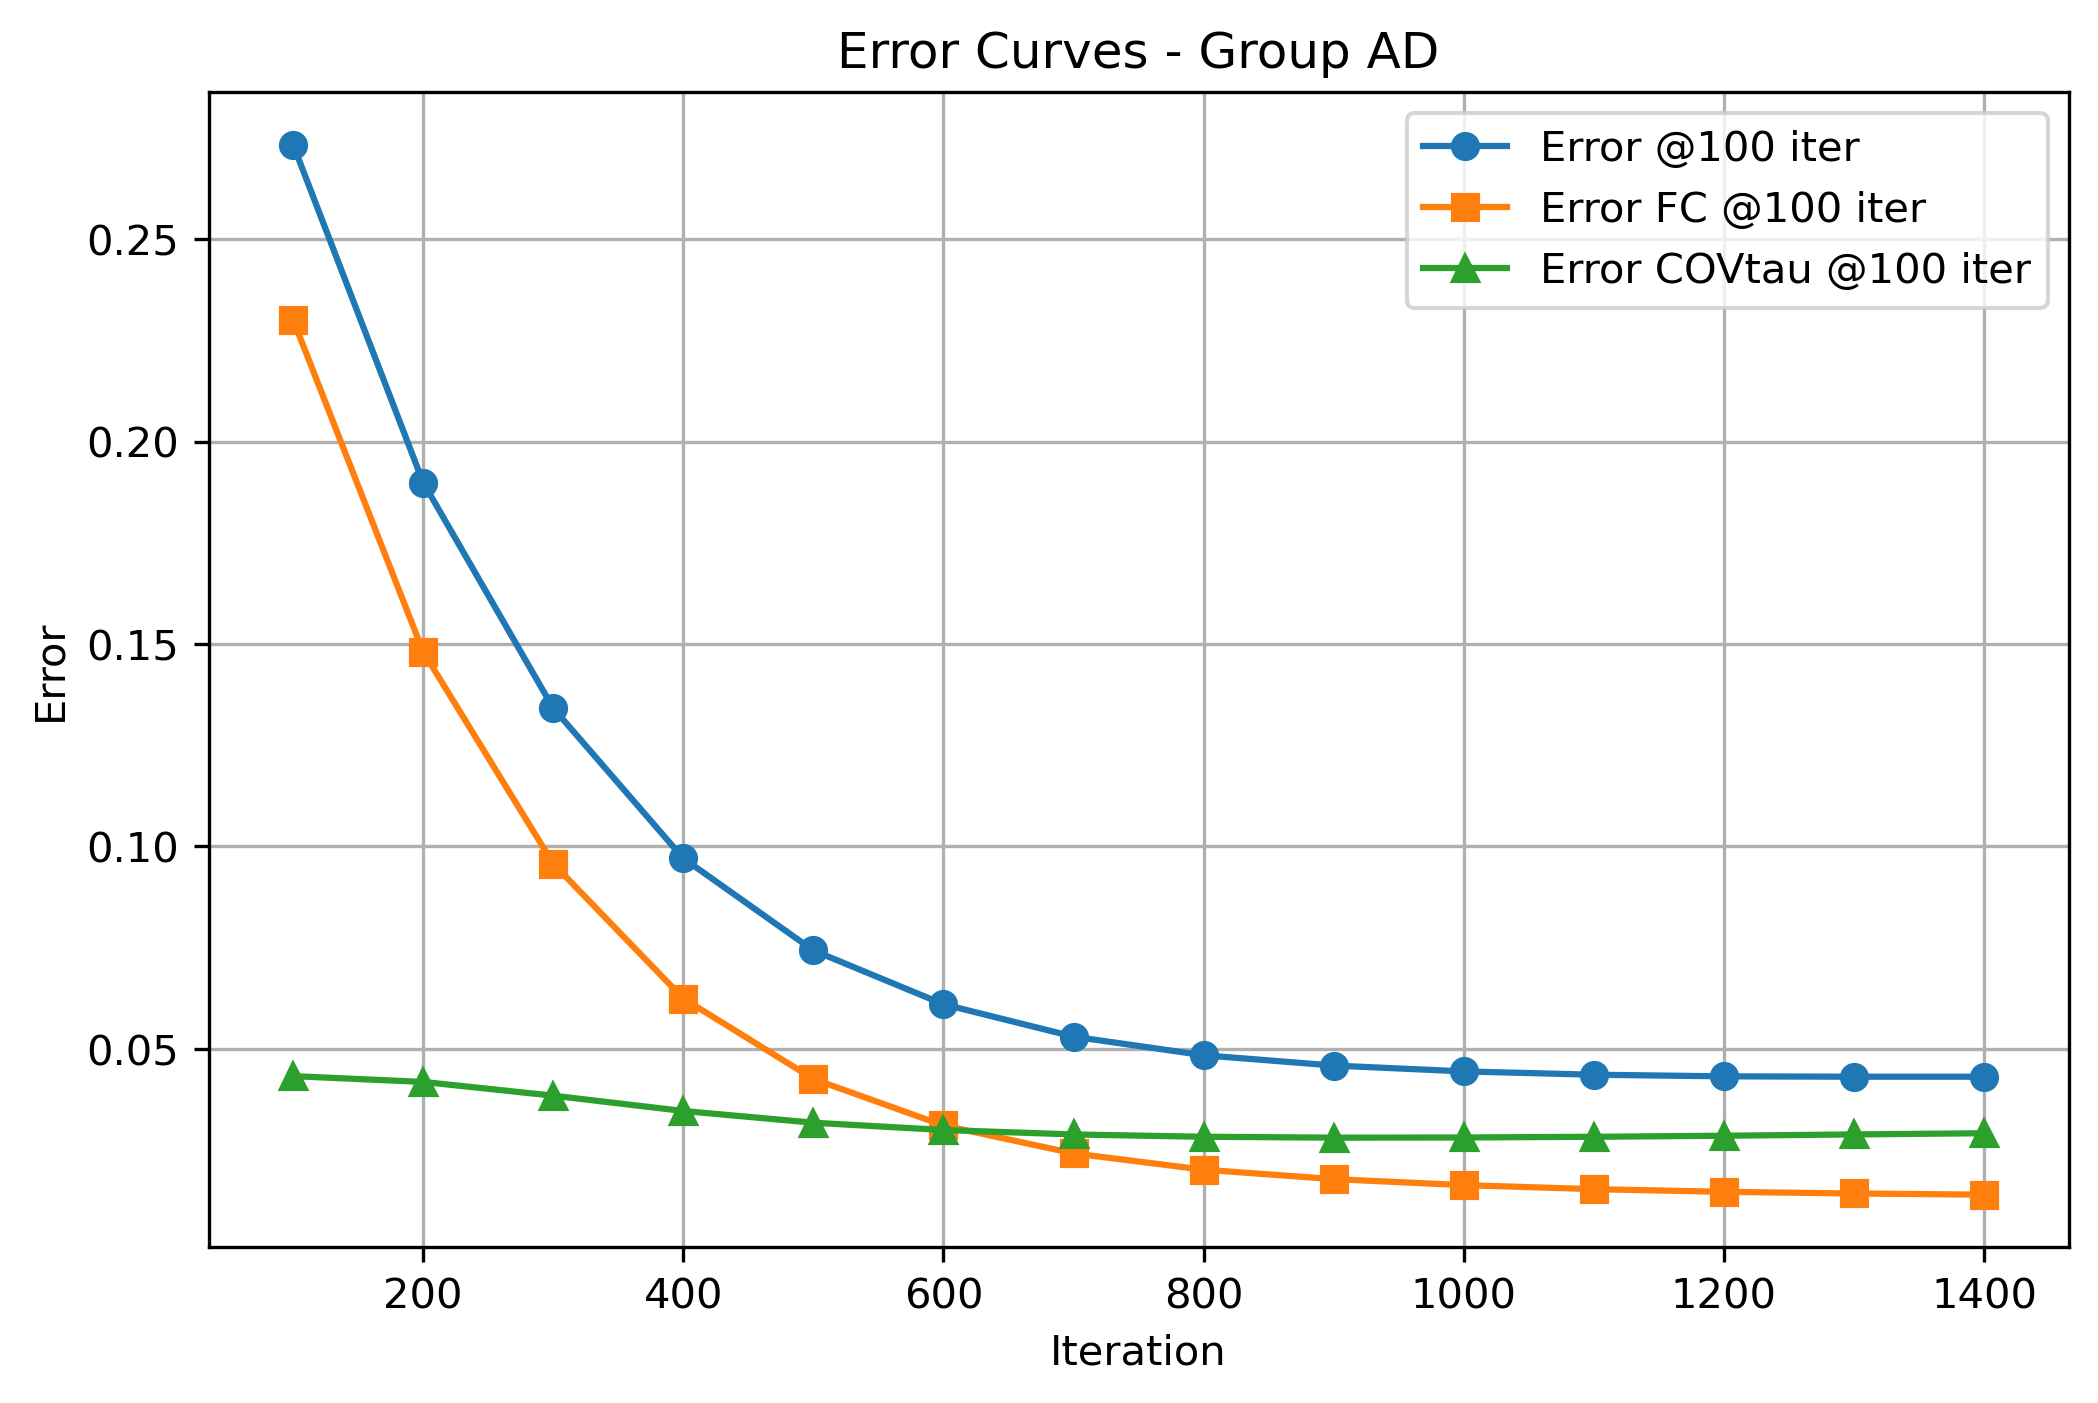 Error Curves - Group AD
Error @100 iter
Error FC @100 iter
Error COVtau @100 iter
Error
0.25
0.20
0.15
0.10
0.05
200 400 600 800 1000 1200 1400
Iteration